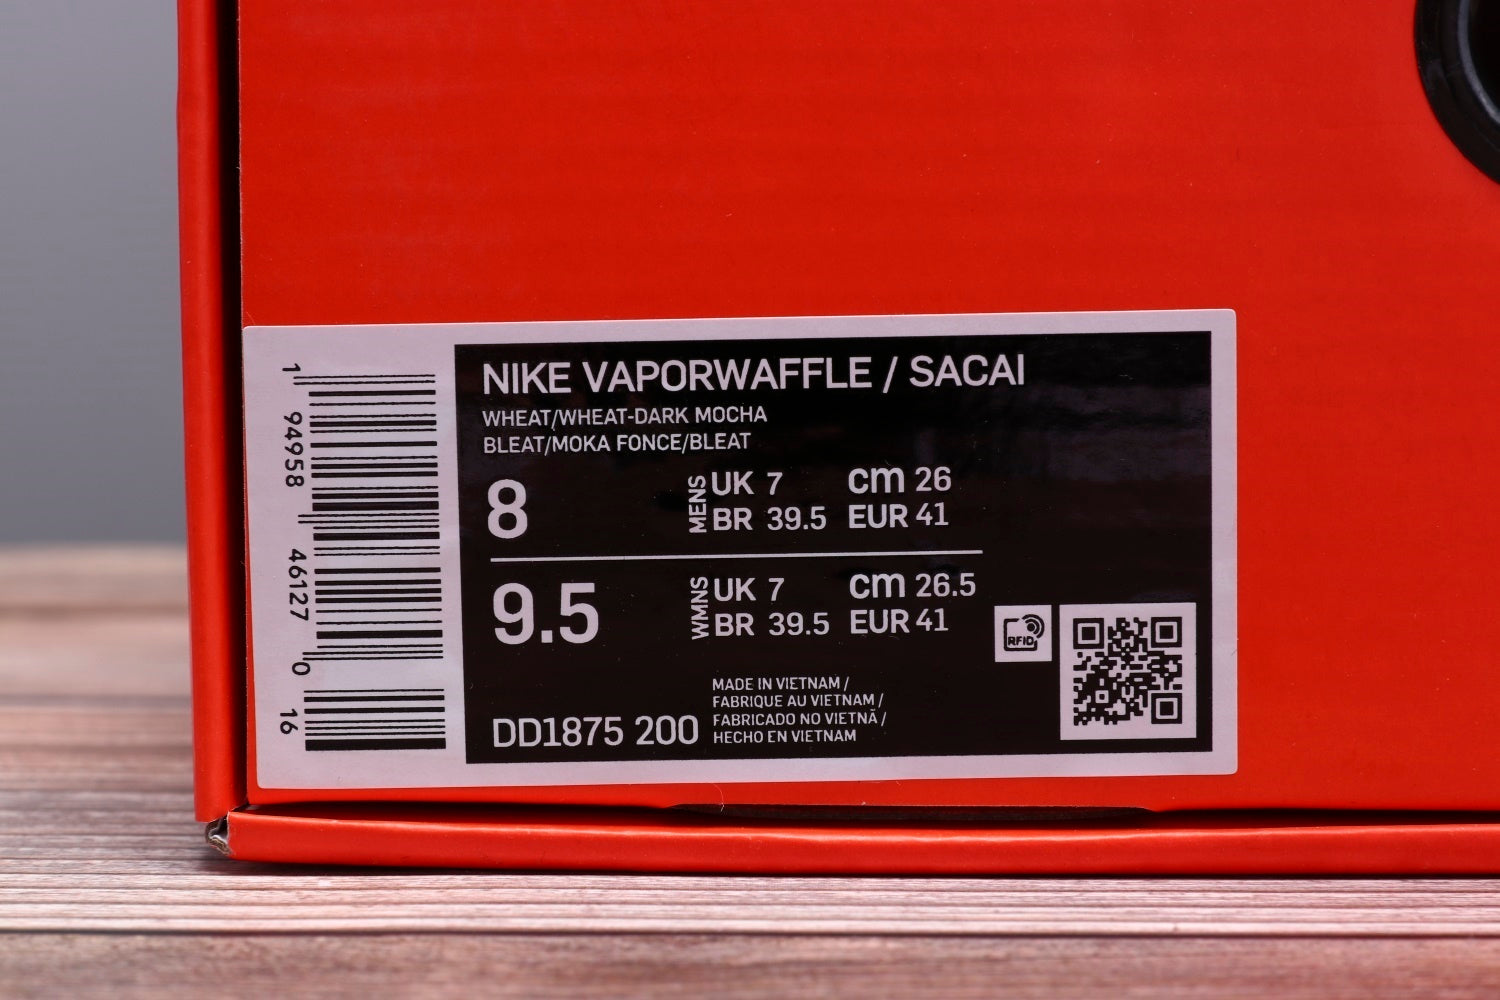 NIKE VAPORWAFFLE / SACAI
WHEAT/WHEAT-DARK MOCHA
BLEAT/MOKA FONCE/BLEAT
8
MENS
UK 7 cm 26
BR 39.5 EUR 41
9.5
WMNS
UK 7 cm 26.5
BR 39.5 EUR 41
RFID
DD1875 200
MADE IN VIETNAM /
FABRIQUE AU VIETNAM /
FABRICADO NO VIETNÃ /
HECHO EN VIETNAM
1 94958 46127 0 16